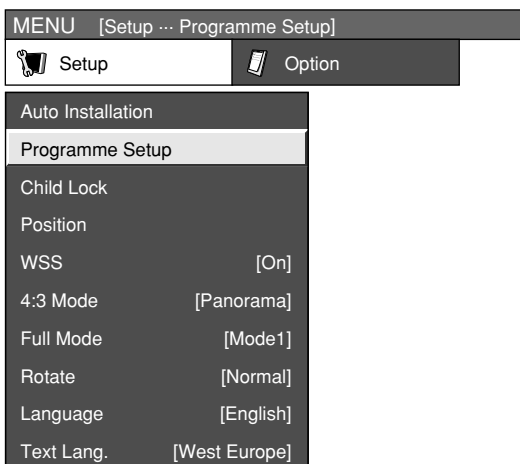 MENU [Setup ··· Programme Setup]
Setup Option
Auto Installation
Programme Setup
Child Lock
Position
WSS [On]
4:3 Mode [Panorama]
Full Mode [Mode1]
Rotate [Normal]
Language [English]
Text Lang. [West Europe]